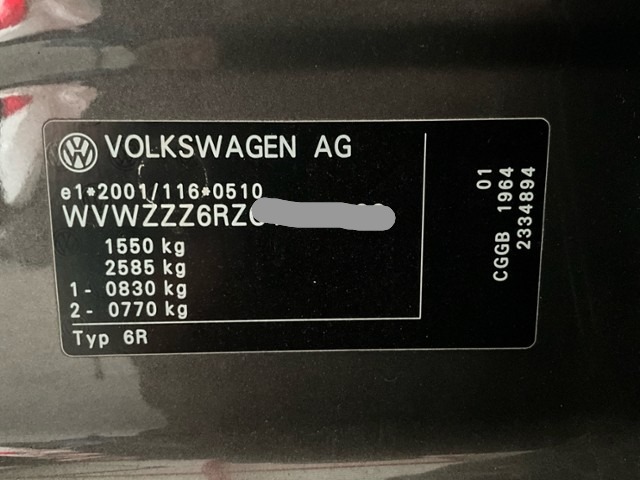 VOLKSWAGEN AG
e1*2001/116*0510
WVWZZZ6RZ
1550 kg
2585 kg
1- 0830 kg
2- 0770 kg
Typ 6R
01
CGGB 1964
2334894